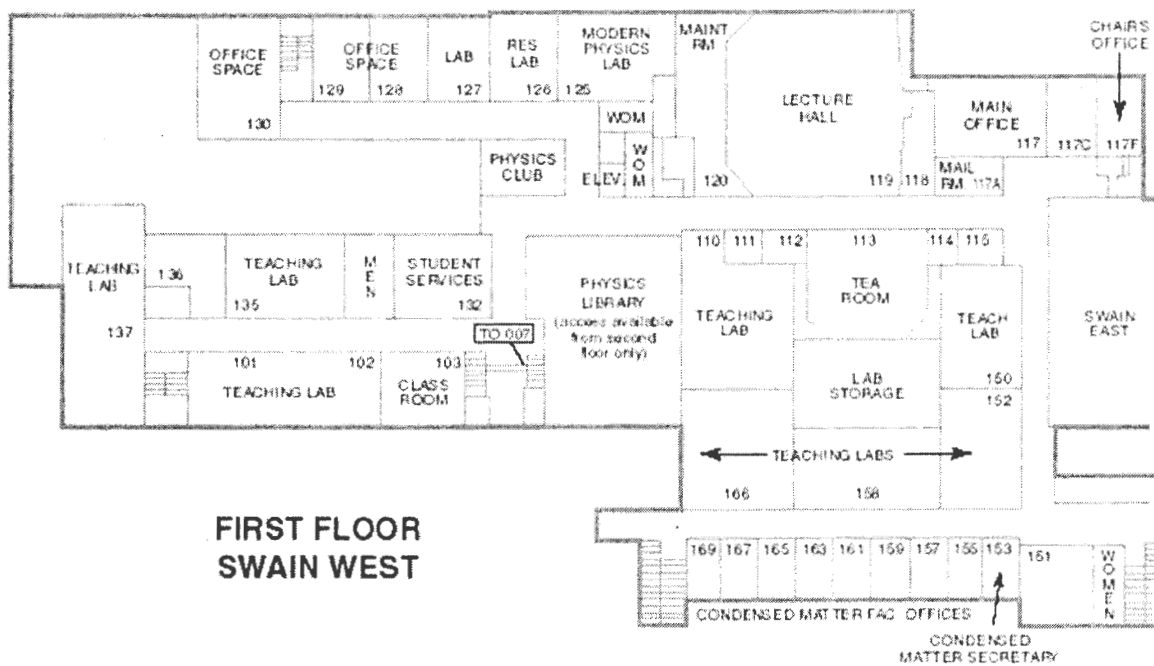 CHAIRS
OFFICE
OFFICE
SPACE
130
OFFICE
SPACE
129
128
LAB
127
RES
LAB
126
MODERN
PHYSICS
LAB
125
MAINT
RM
LECTURE
HALL
MAIN
OFFICE
117
117C
117F
WOM
WOM
ELEV.
120
119
118
MAIL
RM. 117A
PHYSICS
CLUB
TEACHING
LAB
137
136
TEACHING
LAB
135
MEN
STUDENT
SERVICES
132
PHYSICS
LIBRARY
(access available
from second
floor only)
TO 007
110
111
112
113
114
115
TEACHING
LAB
TEA
ROOM
TEACH
LAB
150
SWAIN
EAST
101
102
TEACHING LAB
103
CLASS
ROOM
LAB
STORAGE
152
TEACHING LABS
166
158
FIRST FLOOR
SWAIN WEST
169
167
165
163
161
159
157
155
153
151
WOMEN
CONDENSED MATTER FAC OFFICES
CONDENSED
MATTER SECRETARY